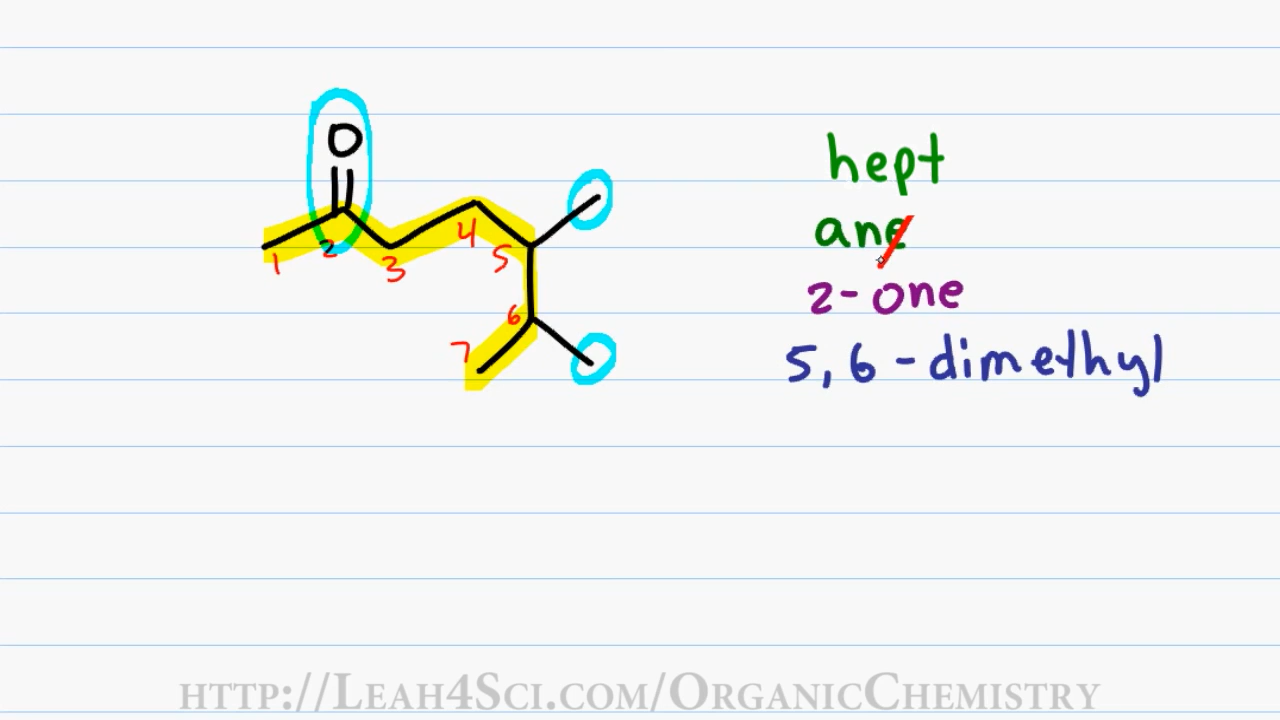 O
1
2
3
4
5
6
7
hept
ane
2-one
5,6-dimethyl
http://Leah4Sci.com/OrganicChemistry